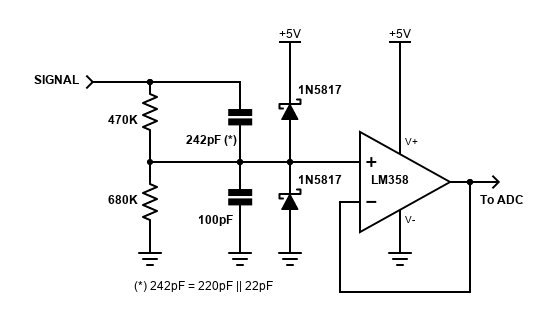 +5V
+5V
SIGNAL
1N5817
470K
242pF (*)
V+
+
LM358
1N5817
680K
−
To ADC
100pF
V-
(*) 242pF = 220pF || 22pF